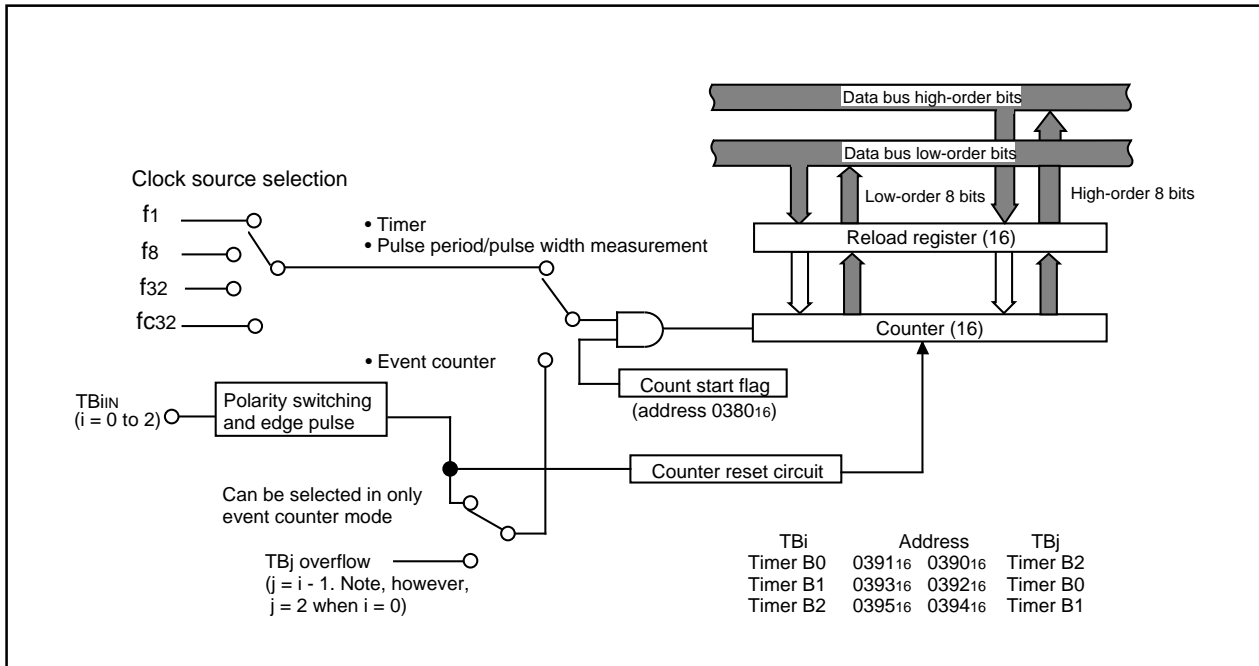 Data bus high-order bits
Data bus low-order bits
Clock source selection
Low-order 8 bits
High-order 8 bits
f1
• Timer
• Pulse period/pulse width measurement
Reload register (16)
f8
f32
fC32
Counter (16)
• Event counter
Count start flag
(address 038016)
TBiIN
(i = 0 to 2)
Polarity switching
and edge pulse
Counter reset circuit
Can be selected in only
event counter mode
TBj overflow
(j = i - 1. Note, however,
j = 2 when i = 0)
TBi Address TBj
Timer B0 039116 039016 Timer B2
Timer B1 039316 039216 Timer B0
Timer B2 039516 039416 Timer B1